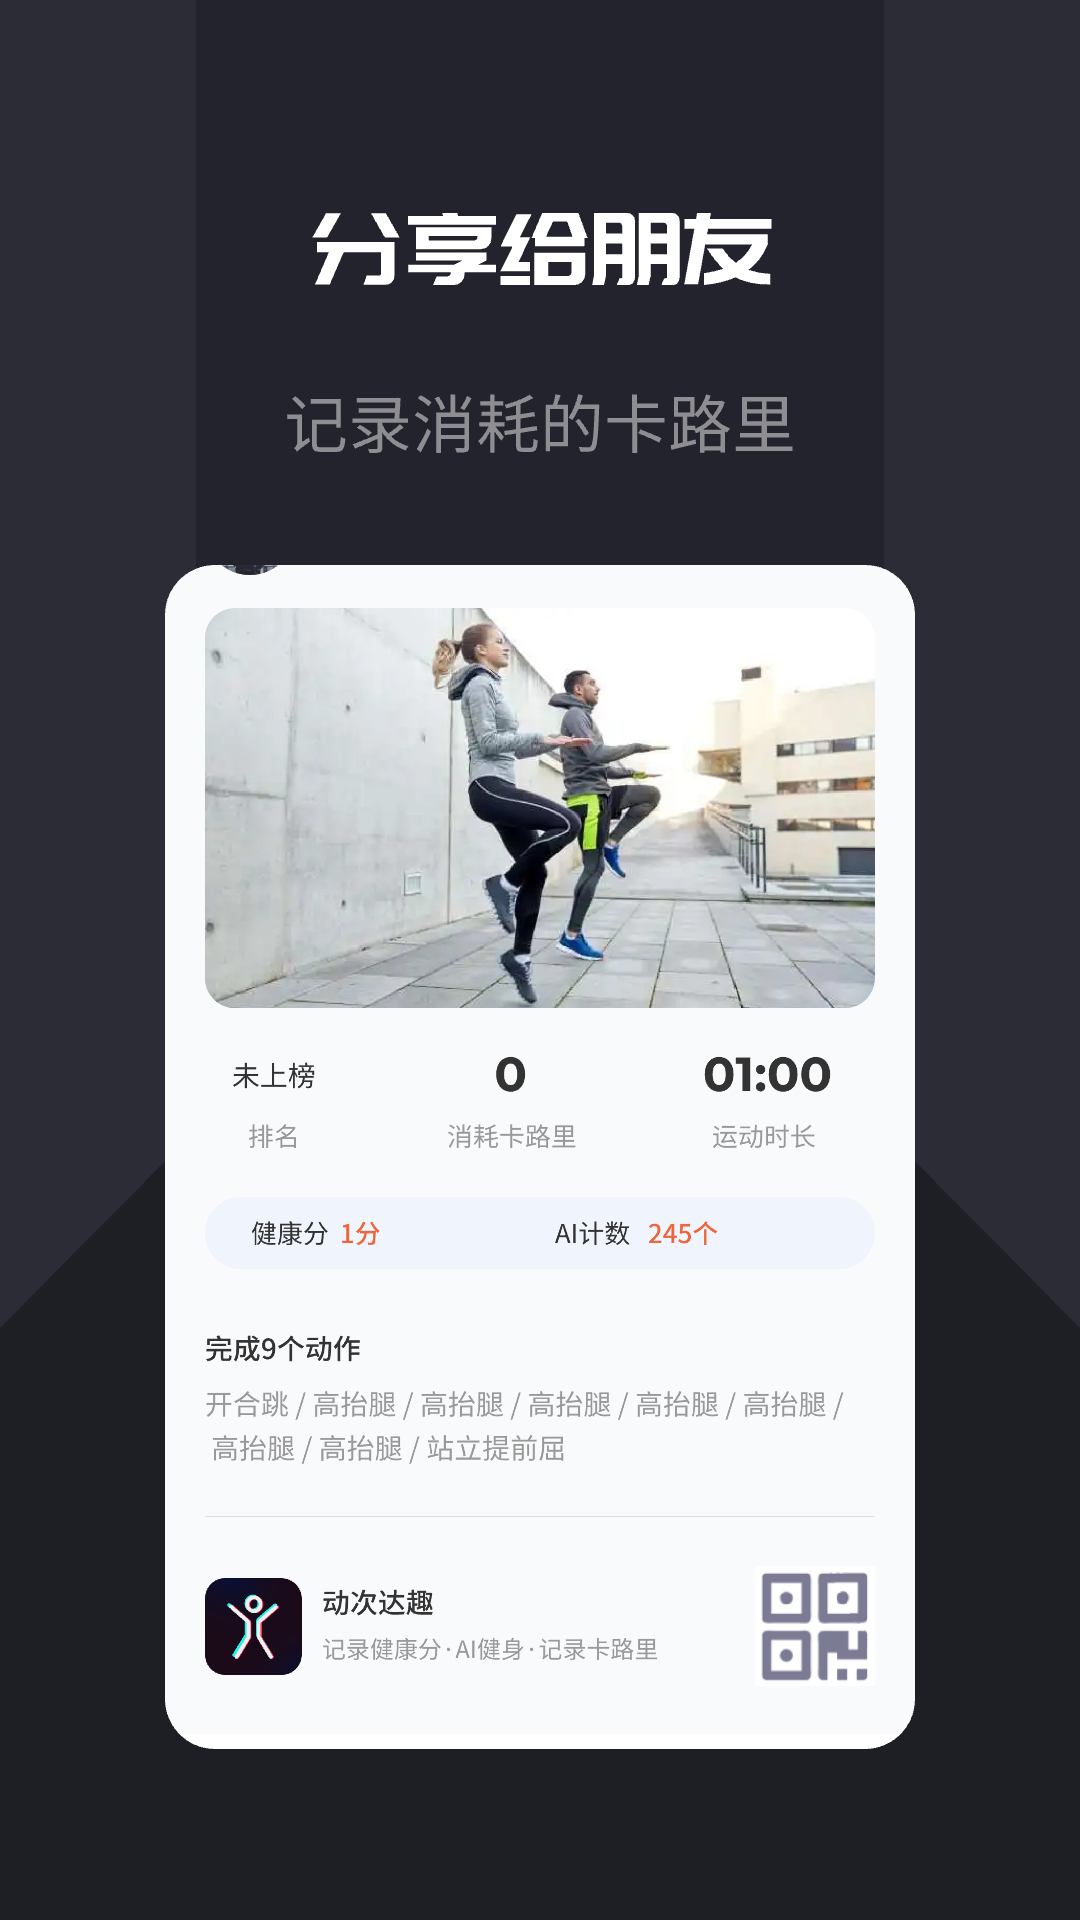 分享给朋友
记录消耗的卡路里
未上榜
0
01:00
排名
消耗卡路里
运动时长
健康分 1分
AI计数 245个
完成9个动作
开合跳 / 高抬腿 / 高抬腿 / 高抬腿 / 高抬腿 / 高抬腿 /
高抬腿 / 高抬腿 / 站立提前屈
动次达趣
记录健康分·AI健身·记录卡路里